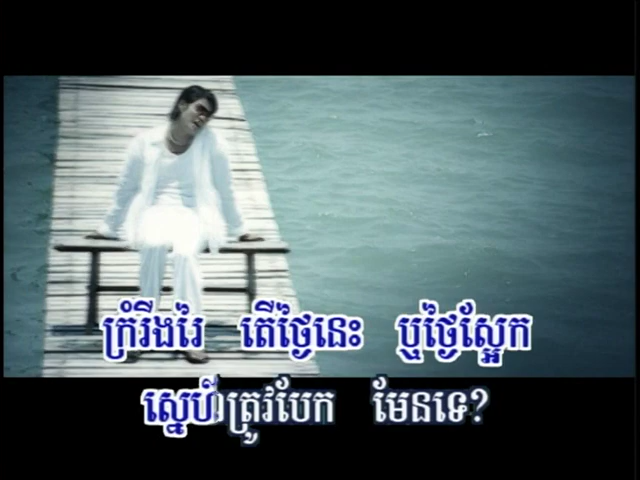 ក្រំរីងរៃ តើថ្ងៃនេះ ឬថ្ងៃស្អែក
ស្នេហ៍ត្រូវបែក មែនទេ?